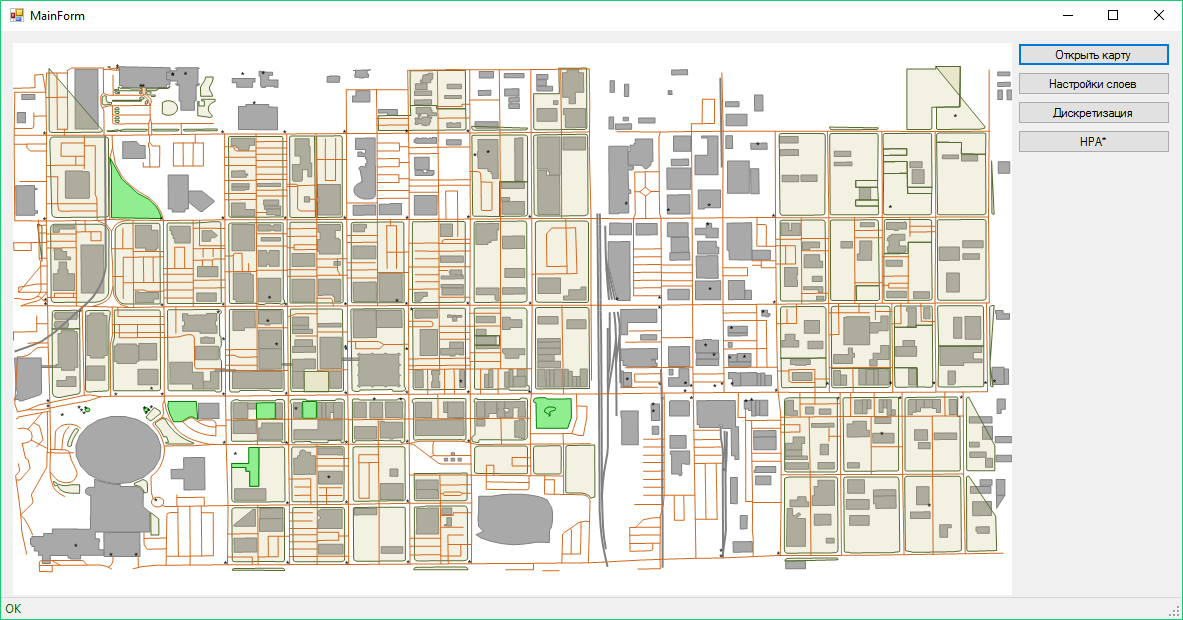 MainForm
Открыть карту
Настройки слоев
Дискретизация
HPA*
OK